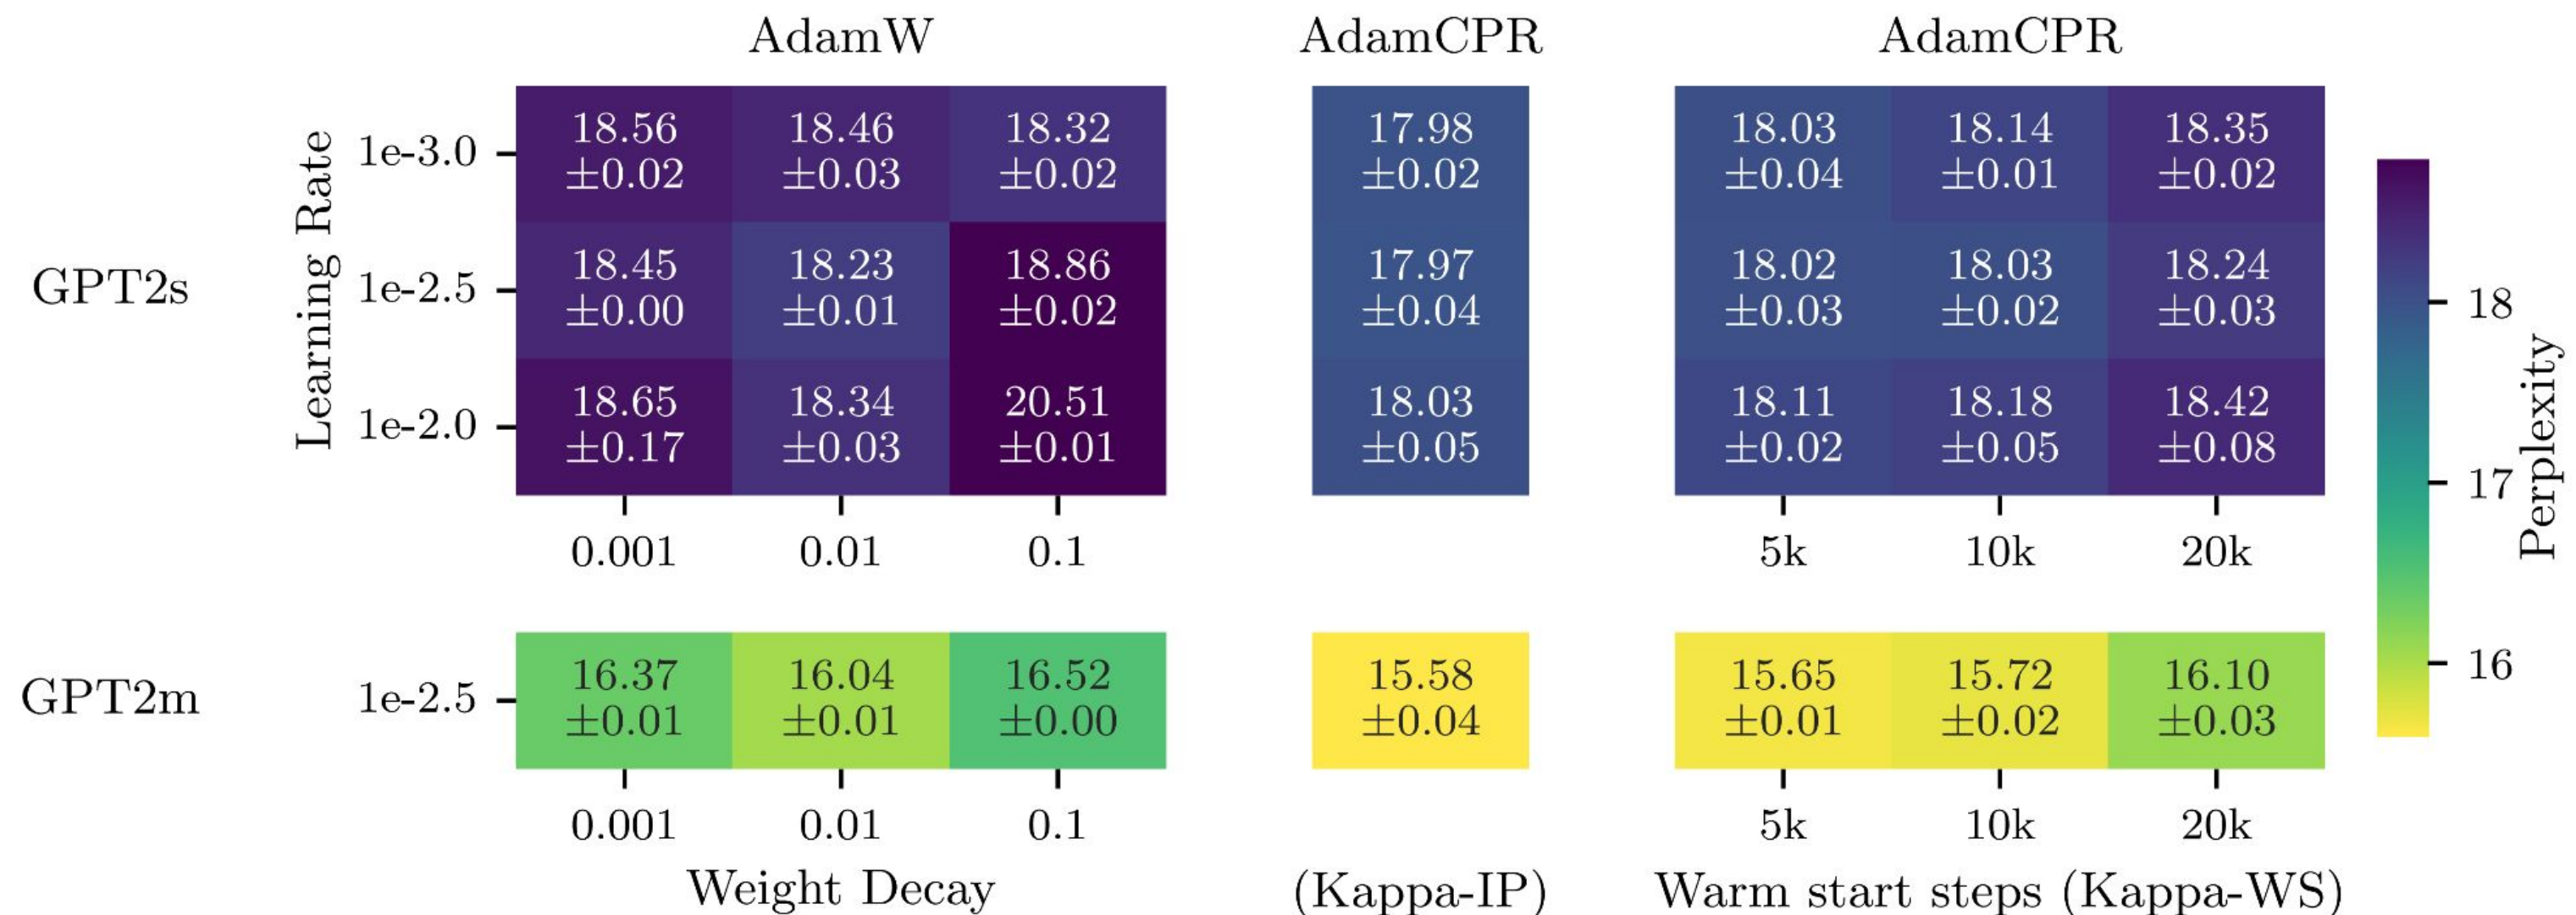 AdamW AdamCPR AdamCPR
GPT2s
Learning Rate
1e-3.0
18.56 18.46 18.32 17.98 18.03 18.14 18.35
±0.02 ±0.03 ±0.02 ±0.02 ±0.04 ±0.01 ±0.02
1e-2.5
18.45 18.23 18.86 17.97 18.02 18.03 18.24
±0.00 ±0.01 ±0.02 ±0.04 ±0.03 ±0.02 ±0.03
1e-2.0
18.65 18.34 20.51 18.03 18.11 18.18 18.42
±0.17 ±0.03 ±0.01 ±0.05 ±0.02 ±0.05 ±0.08
0.001 0.01 0.1 5k 10k 20k
GPT2m
1e-2.5
16.37 16.04 16.52 15.58 15.65 15.72 16.10
±0.01 ±0.01 ±0.00 ±0.04 ±0.01 ±0.02 ±0.03
0.001 0.01 0.1 5k 10k 20k
Weight Decay (Kappa-IP) Warm start steps (Kappa-WS)
18
17
16
Perplexity